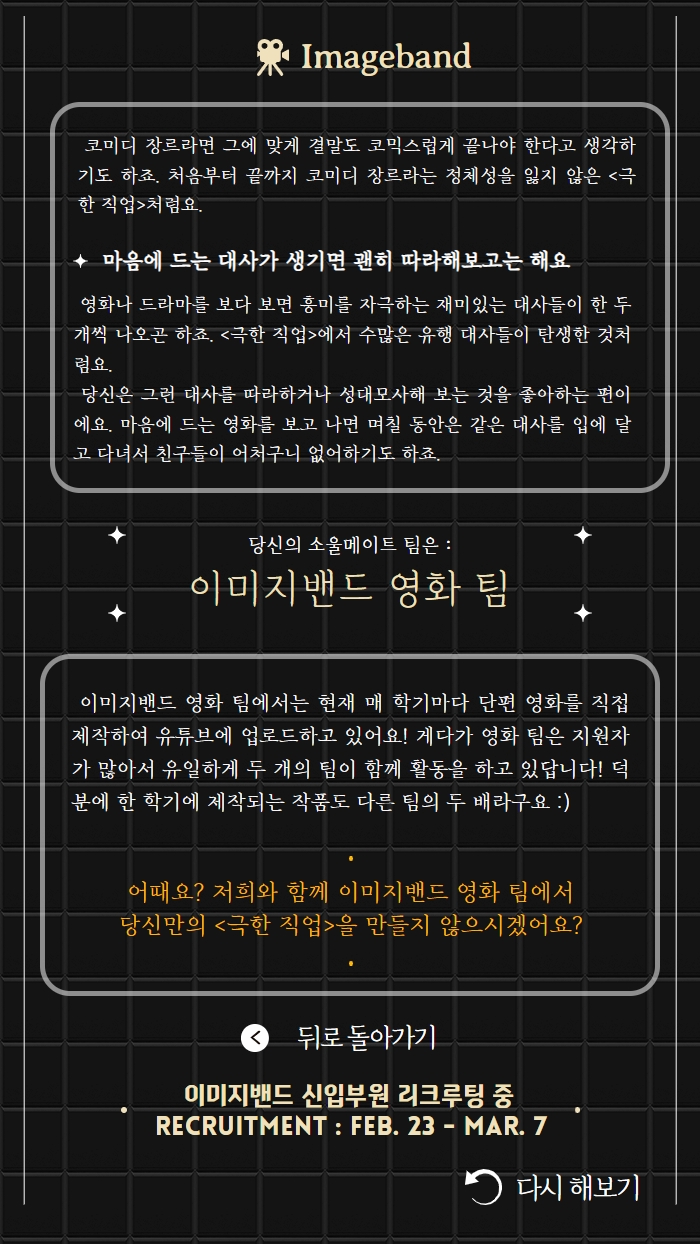 Imageband
코미디 장르라면 그에 맞게 결말도 코믹스럽게 끝나야 한다고 생각하
기도 하죠. 처음부터 끝까지 코미디 장르라는 정체성을 잃지 않은 <극
한 직업>처럼요.
마음에 드는 대사가 생기면 괜히 따라해보고는 해요
영화나 드라마를 보다 보면 흥미를 자극하는 재미있는 대사들이 한 두
개씩 나오곤 하죠. <극한 직업>에서 수많은 유행 대사들이 탄생한 것처
럼요.
당신은 그런 대사를 따라하거나 성대모사해 보는 것을 좋아하는 편이
에요. 마음에 드는 영화를 보고 나면 며칠 동안은 같은 대사를 입에 달
고 다녀서 친구들이 어처구니 없어하기도 하죠.
당신의 소울메이트 팀은 :
이미지밴드 영화 팀
이미지밴드 영화 팀에서는 현재 매 학기마다 단편 영화를 직접
제작하여 유튜브에 업로드하고 있어요! 게다가 영화 팀은 지원자
가 많아서 유일하게 두 개의 팀이 함께 활동을 하고 있답니다! 덕
분에 한 학기에 제작되는 작품도 다른 팀의 두 배라구요 :)
어때요? 저희와 함께 이미지밴드 영화 팀에서
당신만의 <극한 직업>을 만들지 않으시겠어요?
뒤로 돌아가기
이미지밴드 신입부원 리크루팅 중
RECRUITMENT : FEB. 23 - MAR. 7
다시 해보기